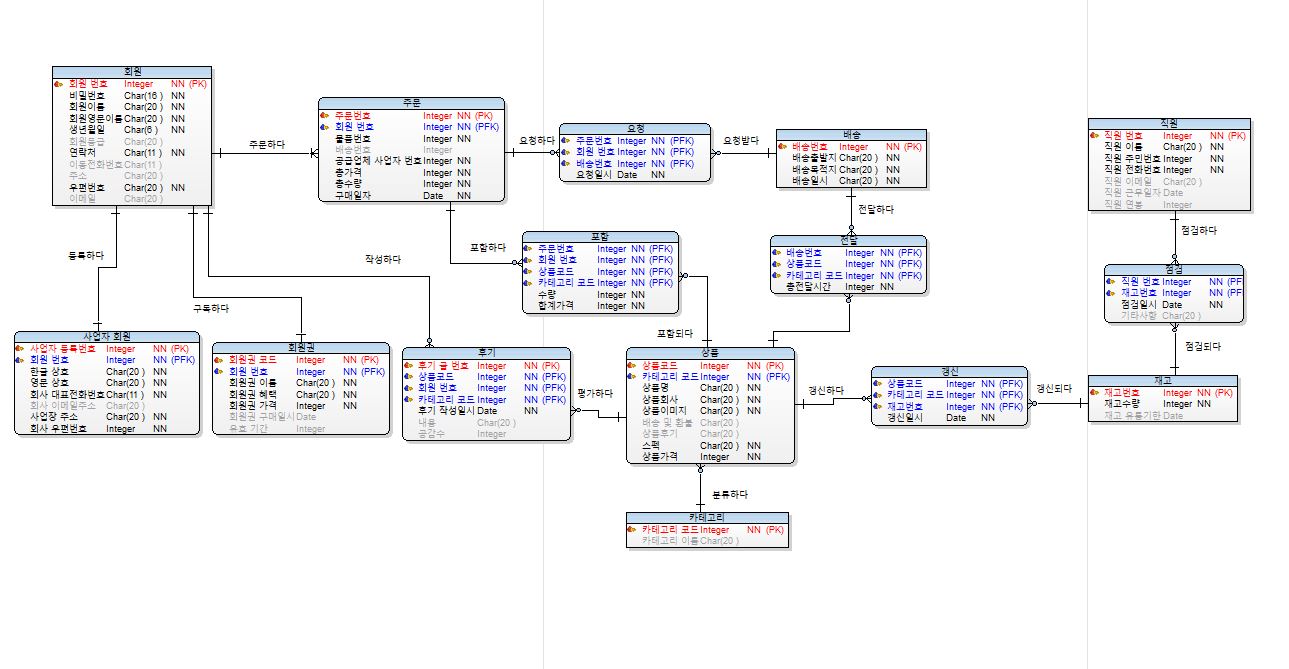 회원
회원 번호 Integer NN (PK)
비밀번호 Char(16 ) NN
회원이름 Char(20 ) NN
회원영문이름 Char(20 ) NN
생년월일 Char(6 ) NN
회원등급 Char(20 )
연락처 Char(11 ) NN
이동전화번호 Char(11 )
주소 Char(20 )
우편번호 Char(20 ) NN
이메일 Char(20 )
주문하다
주문
주문번호 Integer NN (PK)
회원 번호 Integer NN (PFK)
물품번호 Integer NN
배송번호 Integer
공급업체 사업자 번호 Integer NN
총가격 Integer NN
총수량 Integer NN
구매일자 Date NN
요청하다
요청
주문번호 Integer NN (PFK)
회원 번호 Integer NN (PFK)
배송번호 Integer NN (PFK)
요청일시 Date NN
요청받다
배송
배송번호 Integer NN (PK)
배송출발지 Char(20 ) NN
배송목적지 Char(20 ) NN
배송일시 Char(20 ) NN
직원
직원 번호 Integer NN (PK)
직원 이름 Char(20 ) NN
직원 주민번호 Integer NN
직원 전화번호 Integer NN
직원 이메일 Char(20 )
직원 근무일자 Date
직원 연봉 Integer
등록하다
구독하다
작성하다
포함하다
포함
주문번호 Integer NN (PFK)
회원 번호 Integer NN (PFK)
상품코드 Integer NN (PFK)
카테고리 코드 Integer NN (PFK)
수량 Integer NN
합계가격 Integer NN
포함되다
전달하다
전달
배송번호 Integer NN (PFK)
상품코드 Integer NN (PFK)
카테고리 코드 Integer NN (PFK)
총전달시간 Integer NN
점검하다
점검
직원 번호 Integer NN (PF
재고번호 Integer NN (PF
점검일시 Date NN
기타사항 Char(20 )
점검되다
사업자 회원
사업자 등록번호 Integer NN (PK)
회원 번호 Integer NN (PFK)
한글 상호 Char(20 ) NN
영문 상호 Char(20 ) NN
회사 대표전화번호 Char(11 ) NN
회사 이메일주소 Char(20 )
사업장 주소 Char(20 ) NN
회사 우편번호 Integer NN
회원권
회원권 코드 Integer NN (PK)
회원 번호 Integer NN (PFK)
회원권 이름 Char(20 ) NN
회원권 혜택 Char(20 ) NN
회원권 가격 Integer NN
회원권 구매일시 Date
유효 기간 Integer
후기
후기 글 번호 Integer NN (PK)
상품코드 Integer NN (PFK)
회원 번호 Integer NN (PFK)
카테고리 코드 Integer NN (PFK)
후기 작성일시 Date NN
내용 Char(20 )
공감수 Integer
평가하다
상품
상품코드 Integer NN (PK)
카테고리 코드 Integer NN (PFK)
상품명 Char(20 ) NN
상품회사 Char(20 ) NN
상품이미지 Char(20 ) NN
배송 및 환불 Char(20 )
상품후기 Char(20 )
스펙 Char(20 ) NN
상품가격 Integer NN
갱신하다
갱신
상품코드 Integer NN (PFK)
카테고리 코드 Integer NN (PFK)
재고번호 Integer NN (PFK)
갱신일시 Date NN
갱신되다
재고
재고번호 Integer NN (PK)
재고수량 Integer NN
재고 유통기한 Date
분류하다
카테고리
카테고리 코드 Integer NN (PK)
카테고리 이름 Char(20 )